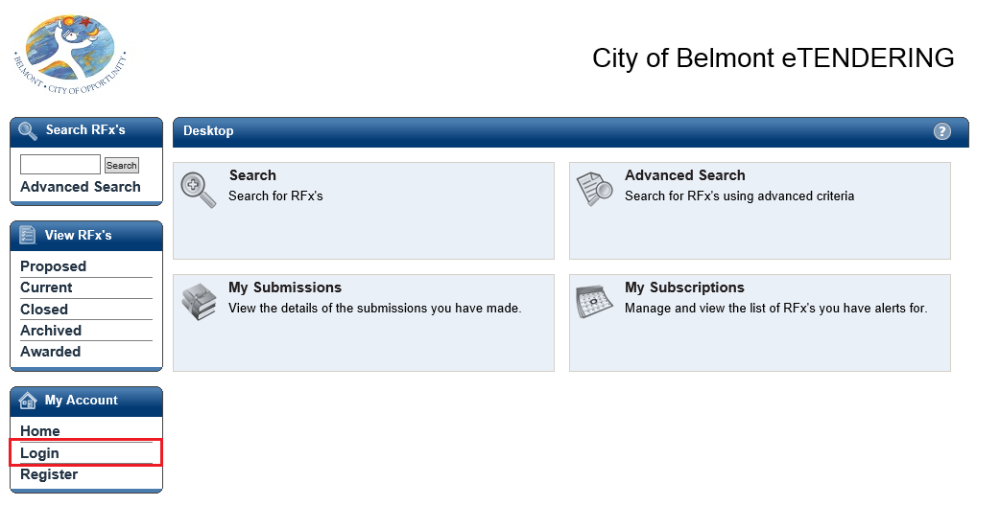 BELMONT • CITY OF OPPORTUNITY
City of Belmont eTENDERING
Search RFx's
Search
Advanced Search
View RFx's
Proposed
Current
Closed
Archived
Awarded
My Account
Home
Login
Register
Desktop
?
Search
Search for RFx's
Advanced Search
Search for RFx's using advanced criteria
My Submissions
View the details of the submissions you have made.
My Subscriptions
Manage and view the list of RFx's you have alerts for.